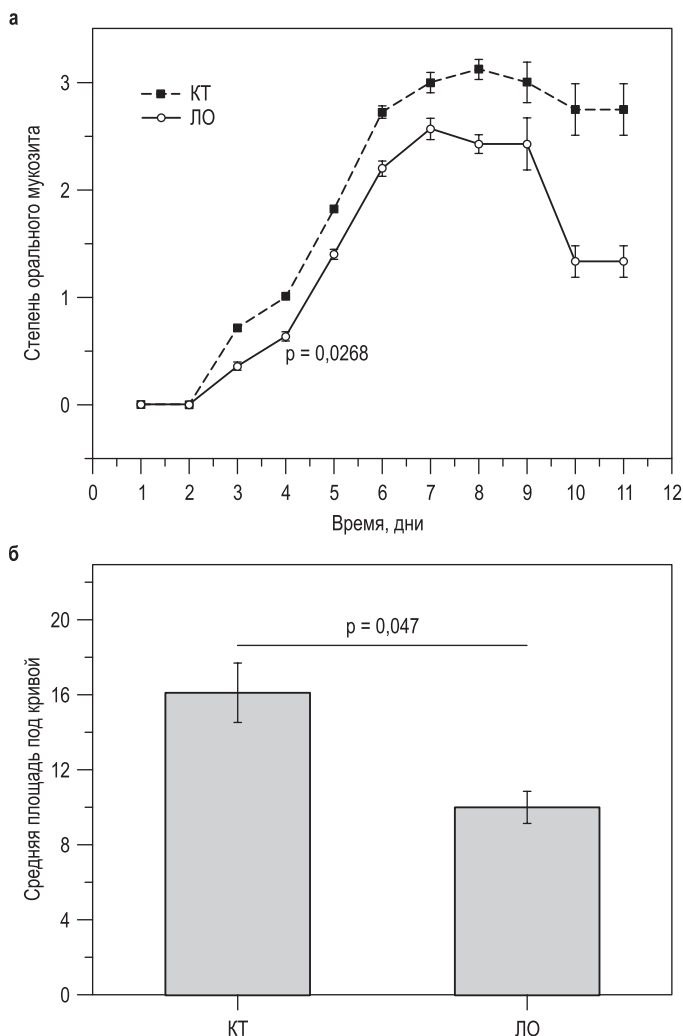 а
Степень орального мукозита
3
2
1
0
КТ
ЛО
p = 0,0268
0 1 2 3 4 5 6 7 8 9 10 11 12
Время, дни
б
Средняя площадь под кривой
20
16
12
8
4
0
p = 0,047
КТ ЛО